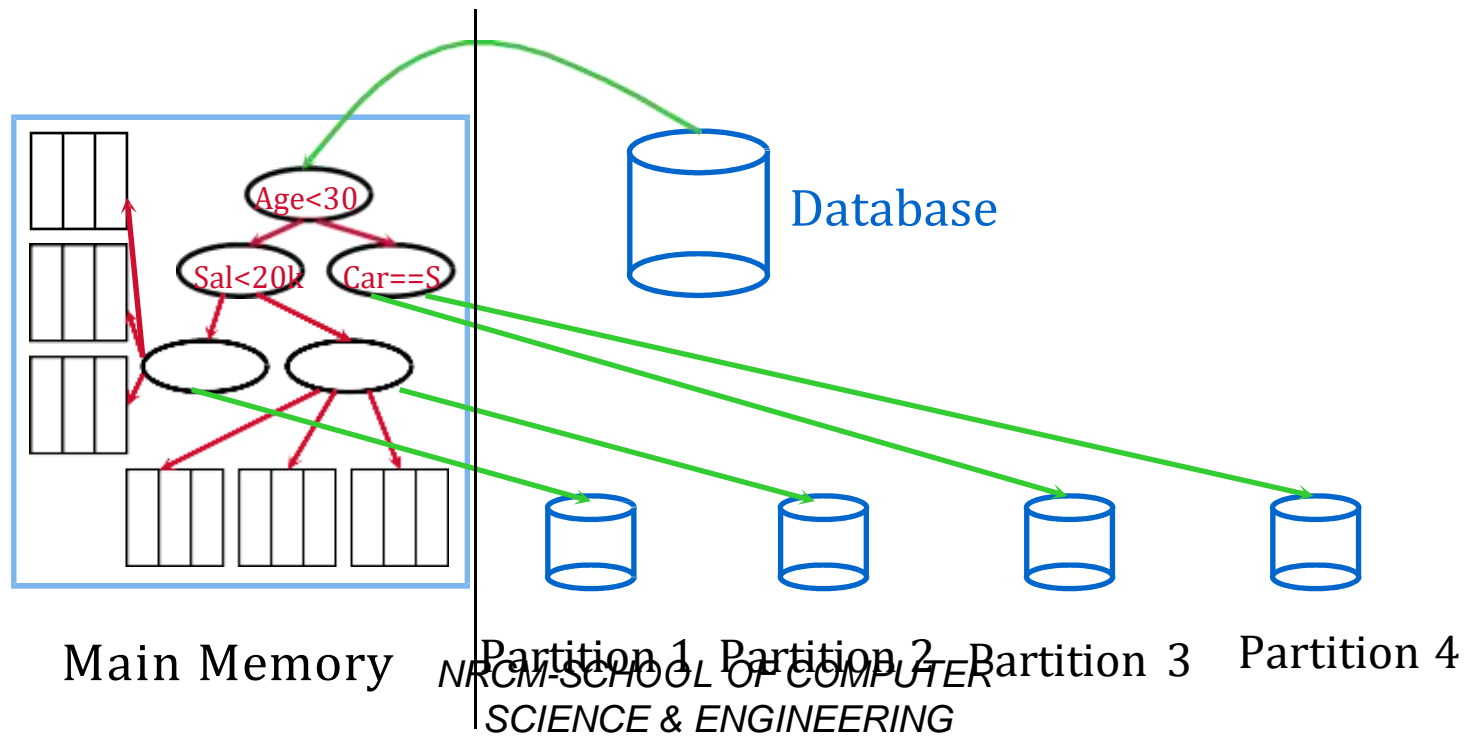 Age<30
Database
Sal<20k
Car==S
Main Memory
Partition 1
Partition 2
Partition 3
Partition 4
NRCM-SCHOOL OF COMPUTER
SCIENCE & ENGINEERING